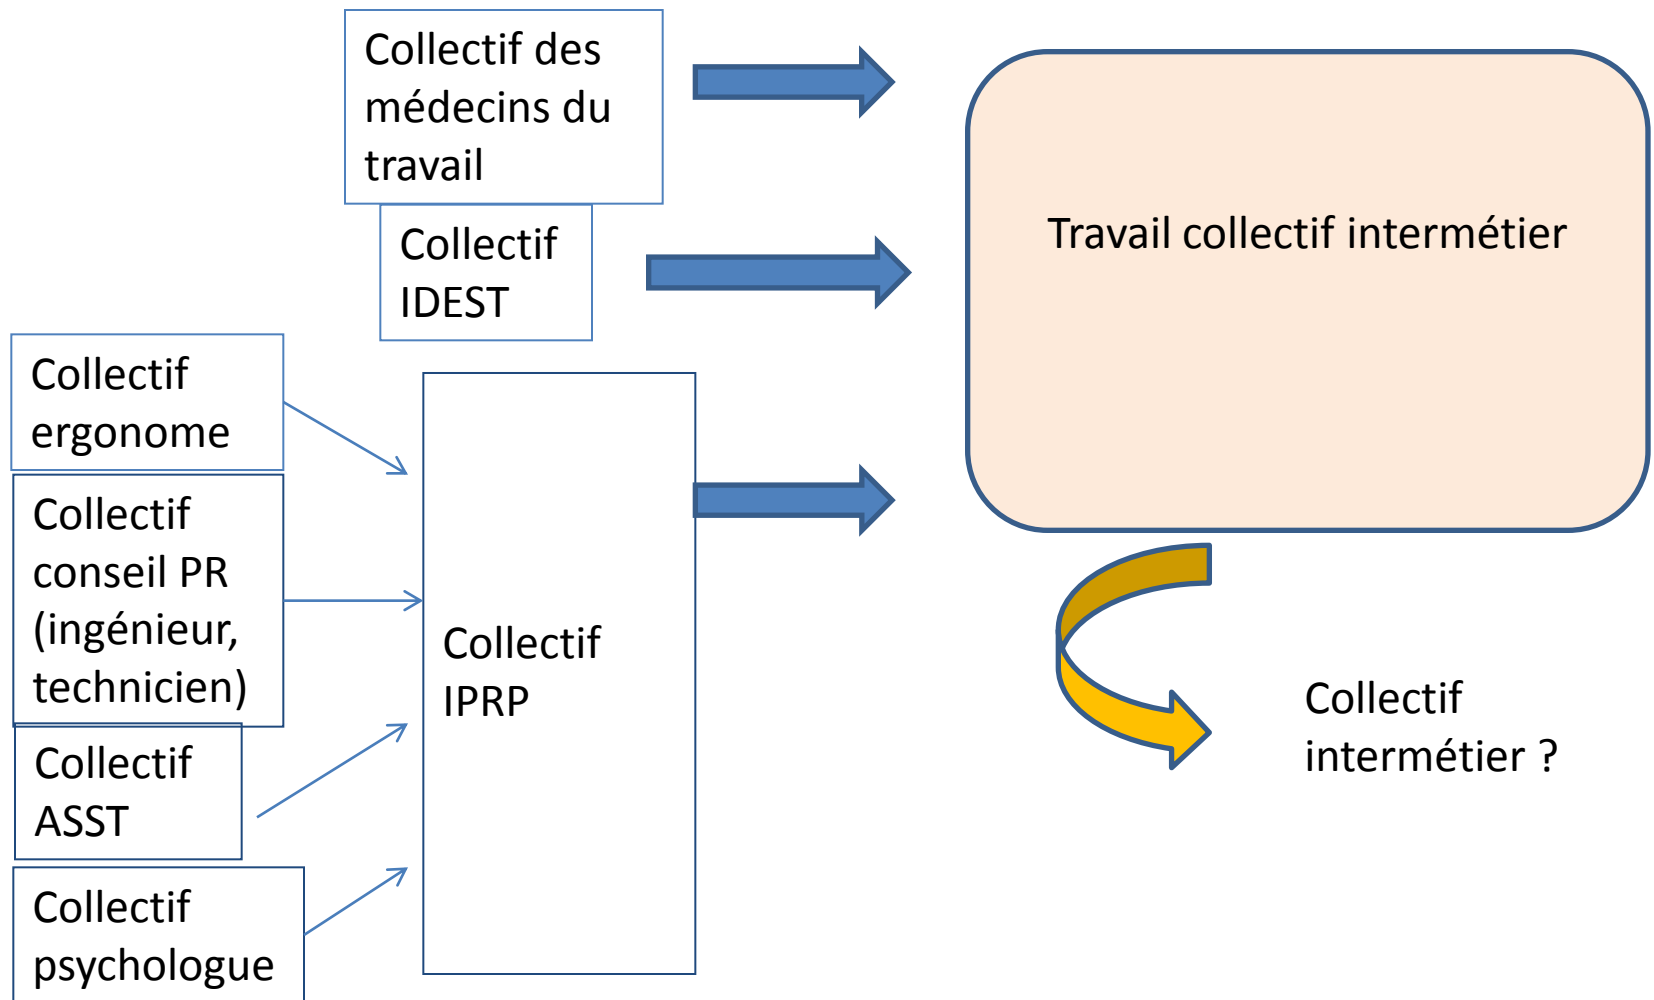 Collectif des
médecins du
travail
Travail collectif intermétier
Collectif
IDEST
Collectif
ergonome
Collectif
conseil PR
(ingénieur,
technicien)
Collectif
IPRP
Collectif
intermétier ?
Collectif
ASST
Collectif
psychologue